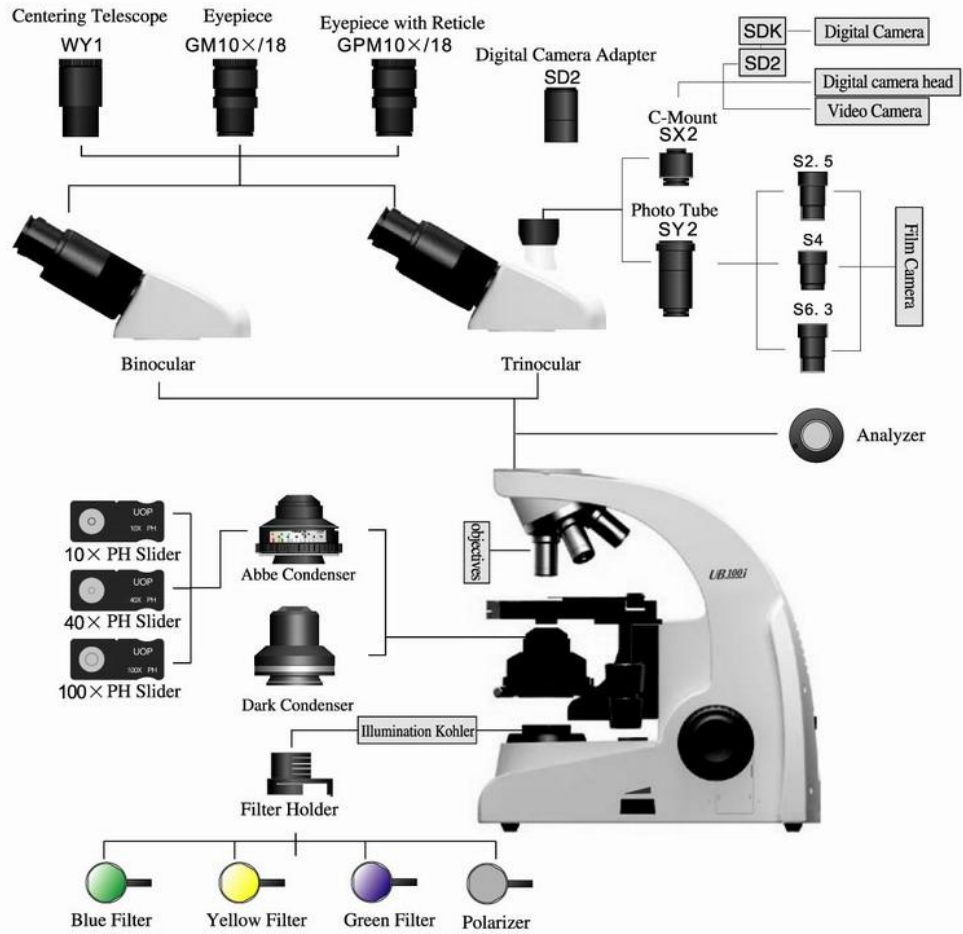 Centering Telescope
WY1
Eyepiece
GM10×/18
Eyepiece with Reticle
GPM10×/18
Digital Camera Adapter
SD2
SDK
Digital Camera
SD2
Digital camera head
Video Camera
C-Mount
SX2
Photo Tube
SY2
S2. 5
S4
S6. 3
Film Camera
Binocular
Trinocular
Analyzer
UOP
10X PH
10× PH Slider
UOP
40X PH
40× PH Slider
UOP
100X PH
100× PH Slider
Abbe Condenser
Dark Condenser
objectives
UB100i
Illumination Kohler
Filter Holder
Blue Filter
Yellow Filter
Green Filter
Polarizer